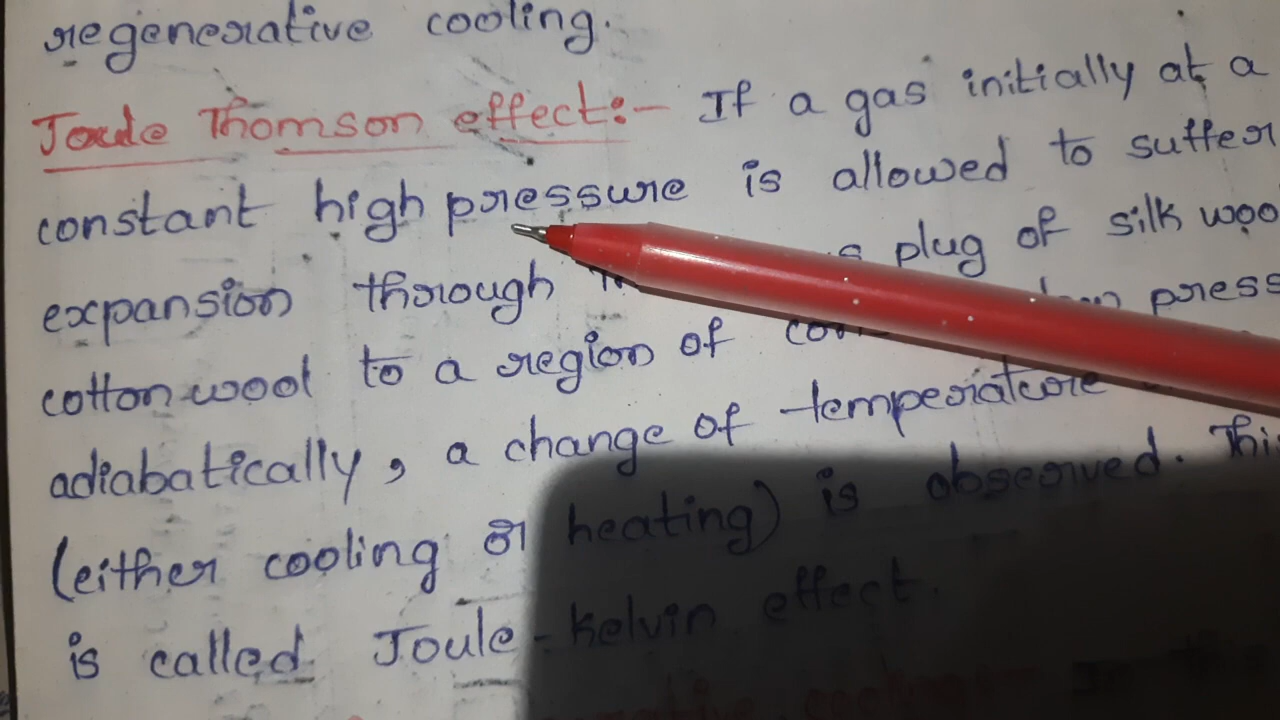 regenerative cooling.
Joule Thomson effect:- If a gas initially at a
constant high pressure is allowed to suffer
expansion through plug of silk
cotton wool to a region of press
adiabatically, a change of temperature
(either cooling or heating) is observed. This
is called Joule-Kelvin effect.